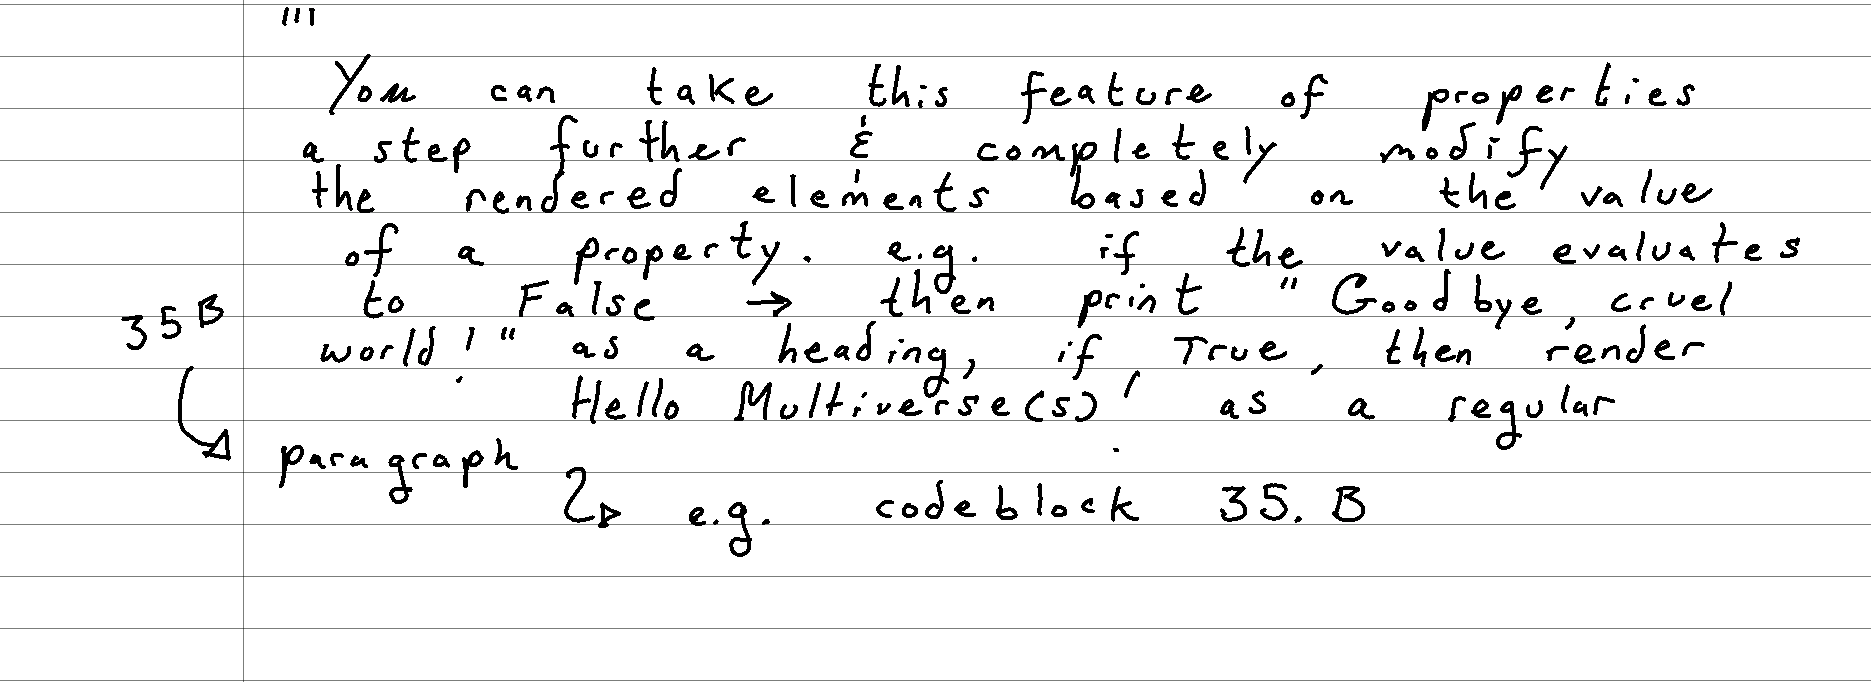 '''
You can take this feature of properties
a step further & completely modify
the rendered elements based on the value
of a property. e.g. if the value evaluates
to False → then print "Goodbye, cruel
35B
world!" as a heading, if, True, then render
Hello Multiverse(s)' as a regular
paragraph
e.g. codeblock 35. B